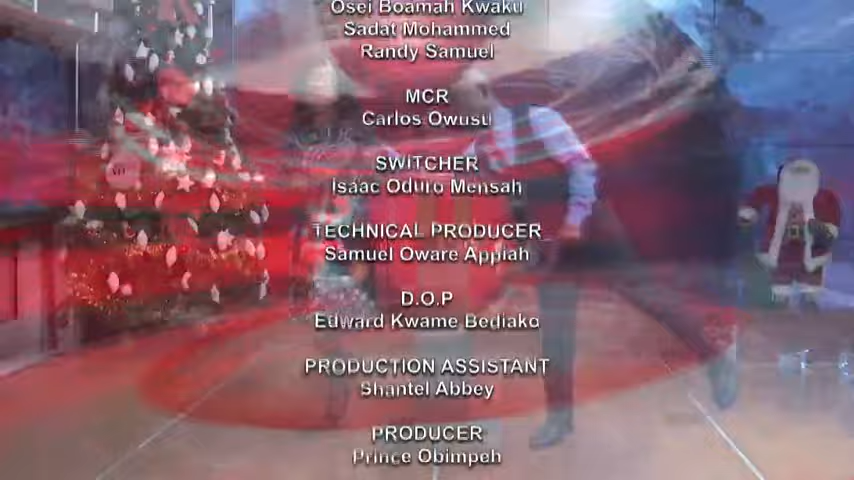 Osei Boamah Kwaku
Sadat Mohammed
Randy Samuel
MCR
Carlos Owusu
SWITCHER
Isaac Oduro Mensah
TECHNICAL PRODUCER
Samuel Oware Appiah
D.O.P
Edward Kwame Bediako
PRODUCTION ASSISTANT
Shantel Abbey
PRODUCER
Prince Obimpeh